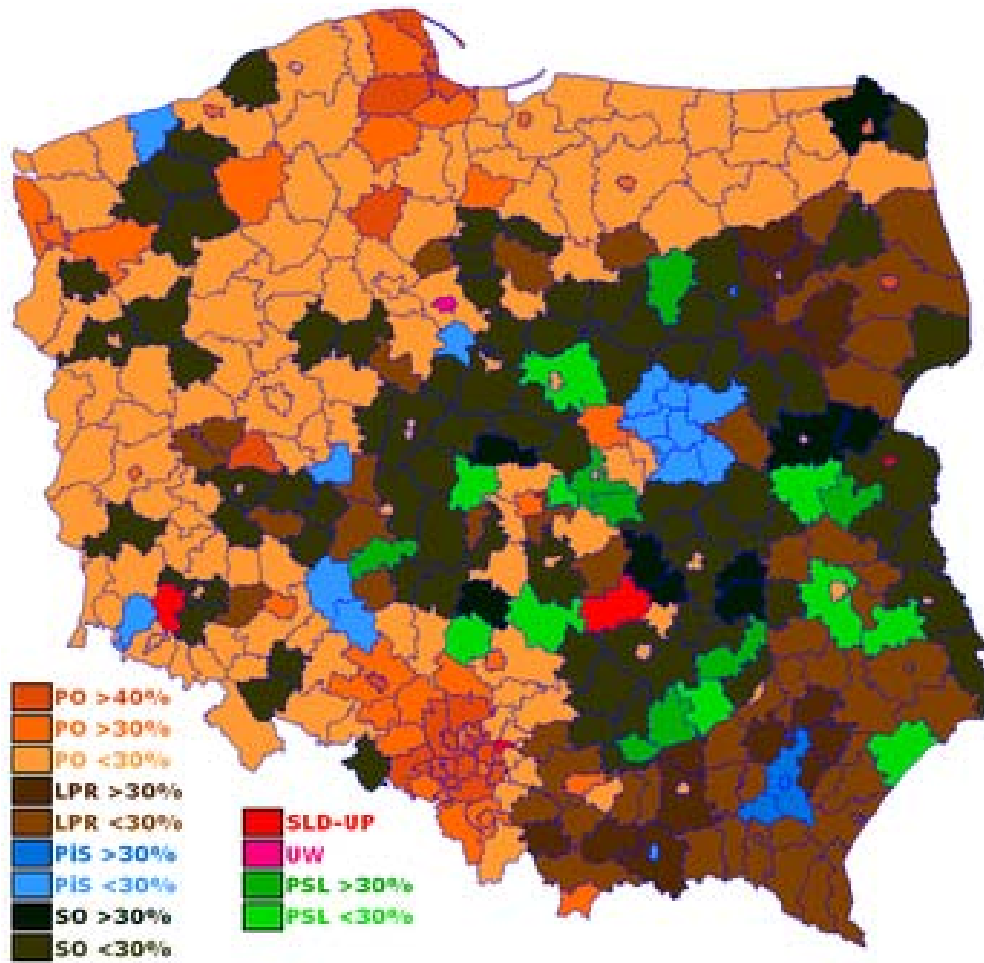 PO >40%
PO >30%
PO <30%
LPR >30%
LPR <30%
PiS >30%
PiS <30%
SO >30%
SO <30%
SLD-UP
UW
PSL >30%
PSL <30%